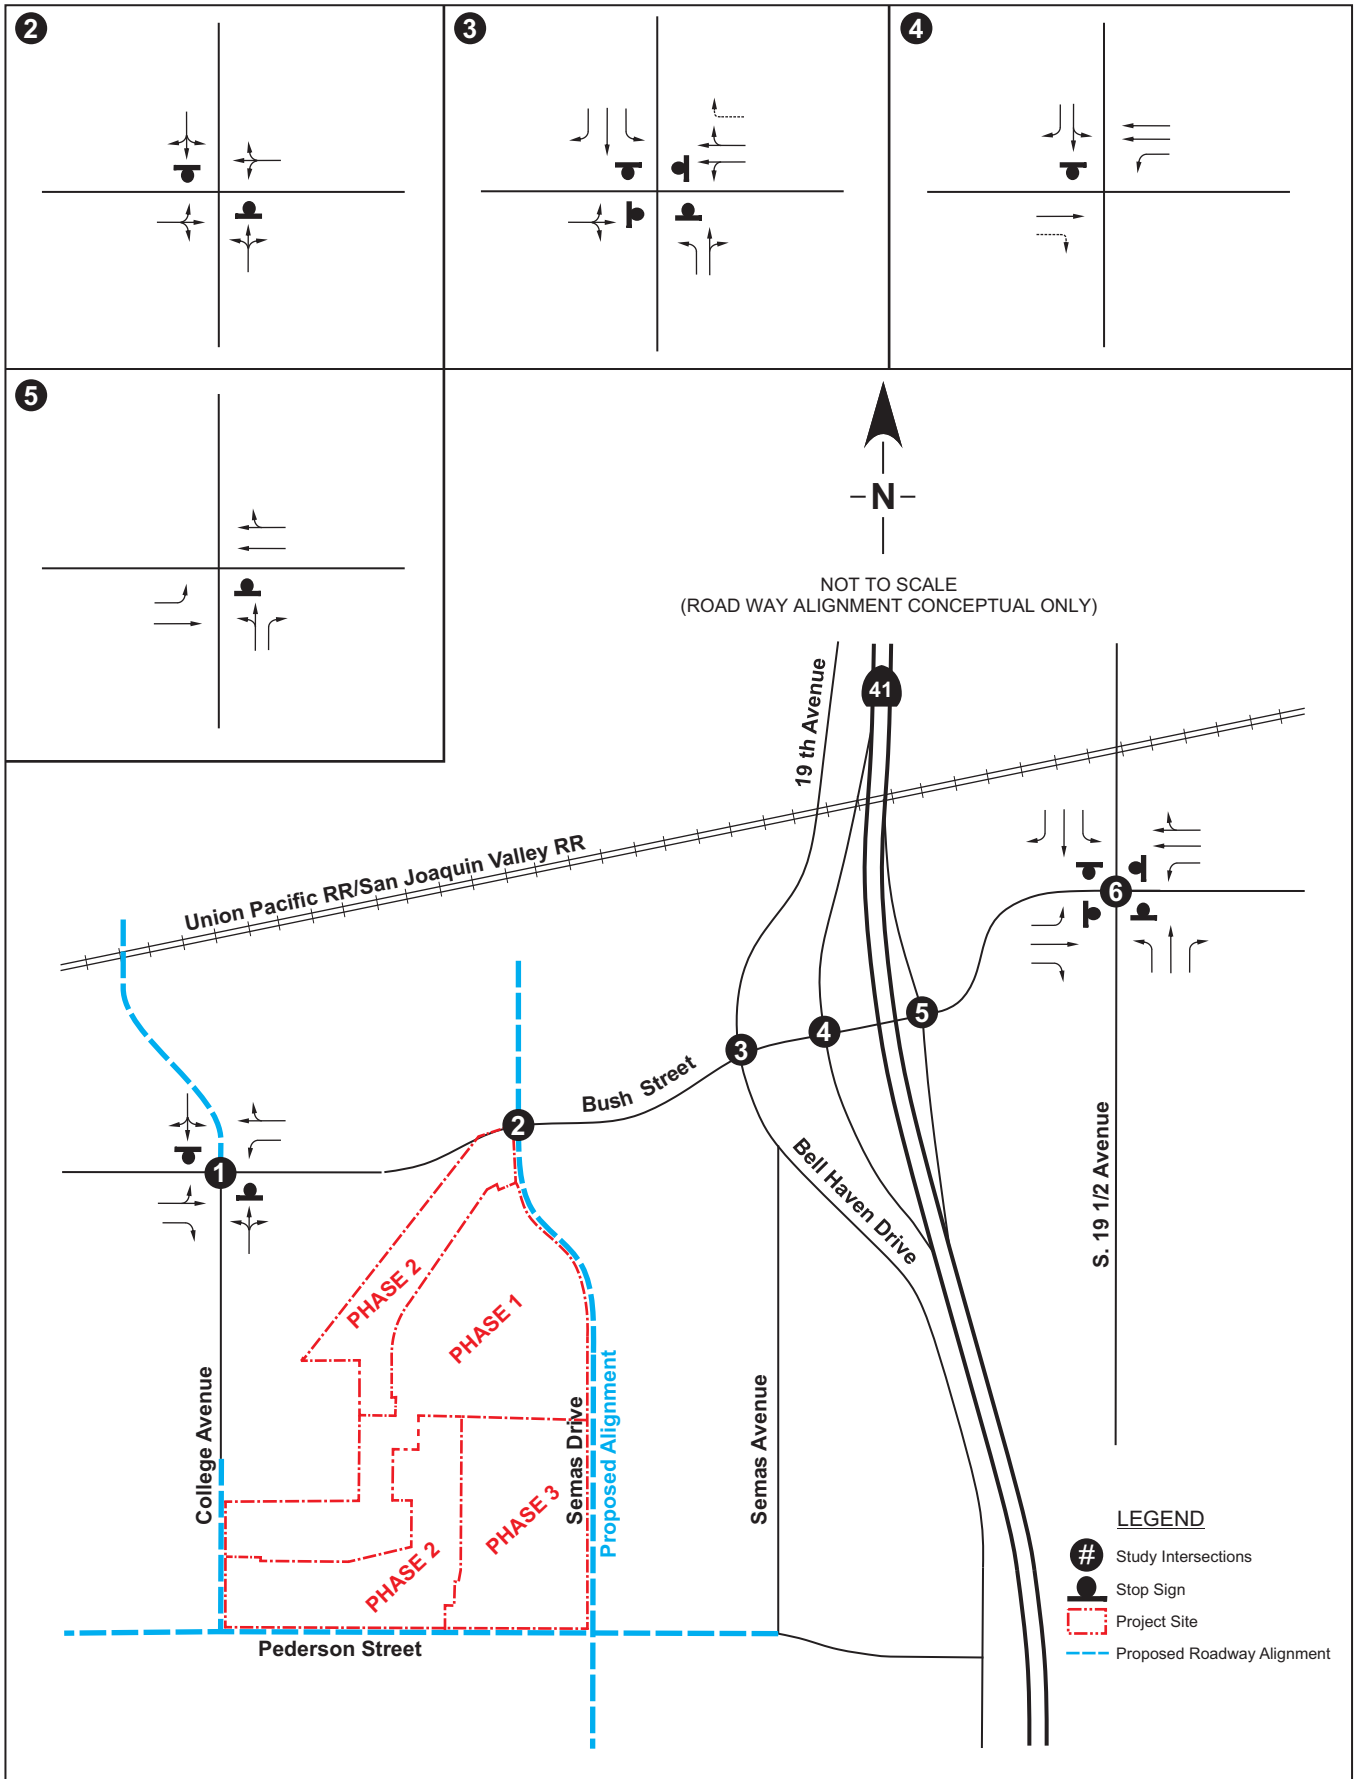 2
3
4
5
N
NOT TO SCALE
(ROAD WAY ALIGNMENT CONCEPTUAL ONLY)
19 th Avenue
41
Union Pacific RR/San Joaquin Valley RR
6
5
4
3
Bush Street
2
1
Bell Haven Drive
S. 19 1/2 Avenue
PHASE 2
PHASE 1
College Avenue
Semas Drive
Proposed Alignment
Semas Avenue
PHASE 3
PHASE 2
Pederson Street
LEGEND
# Study Intersections
Stop Sign
Project Site
Proposed Roadway Alignment